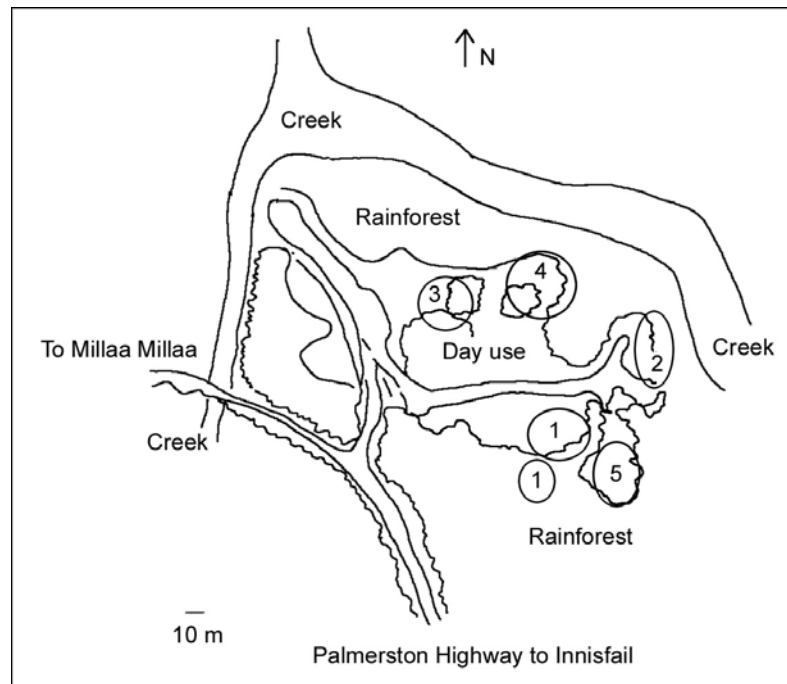 N
Creek
Rainforest
4
3
To Millaa Millaa
Day use
2
Creek
1
Creek
1
5
Rainforest
10 m
Palmerston Highway to Innisfail